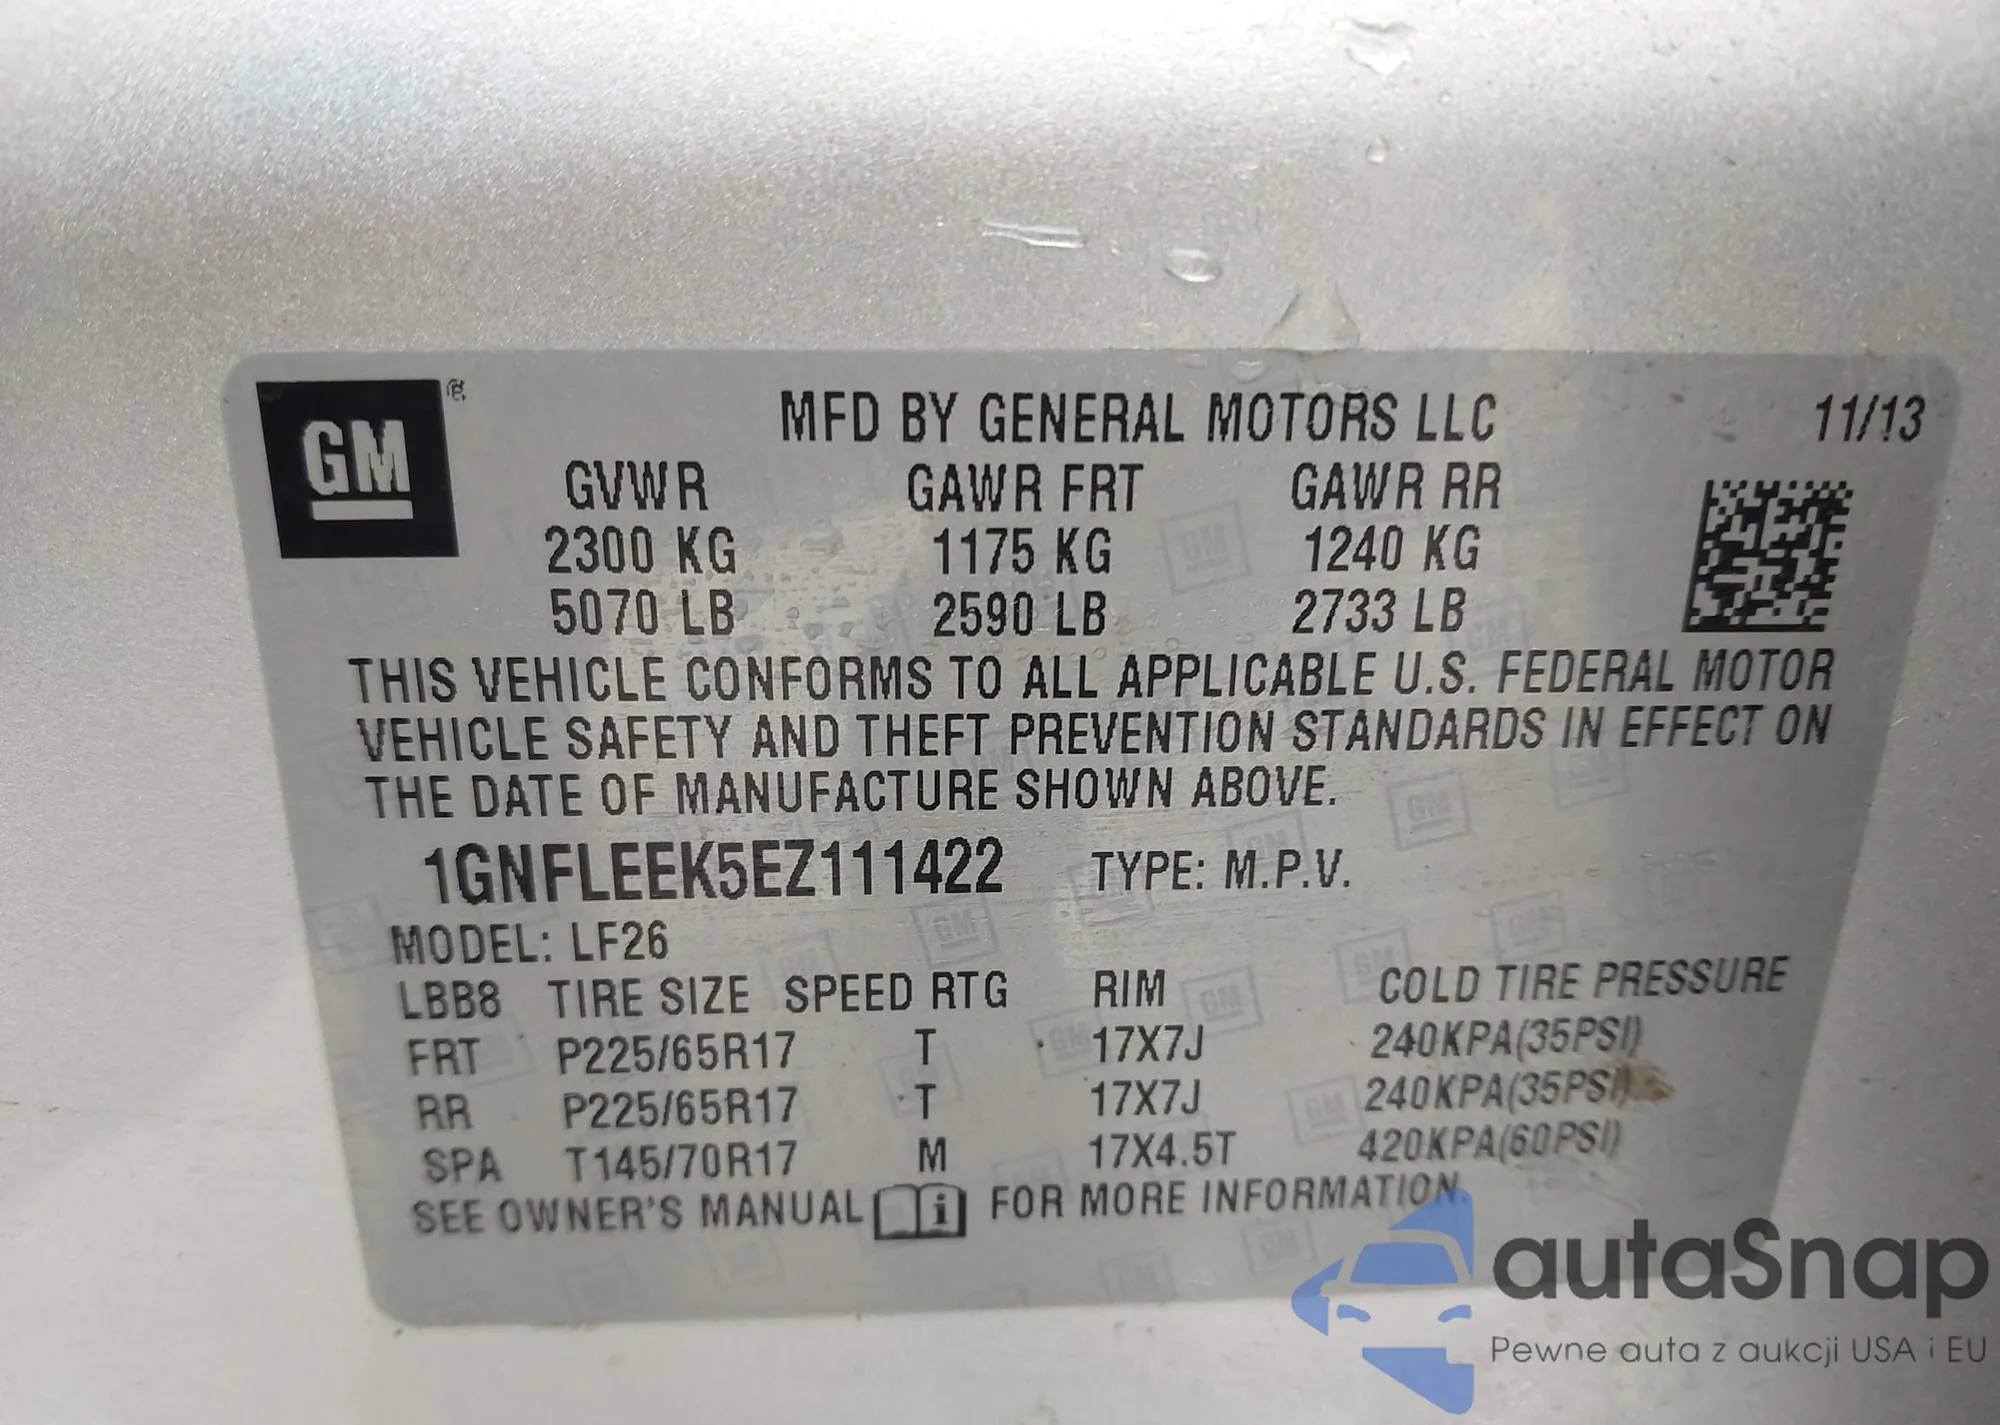 GM ®
MFD BY GENERAL MOTORS LLC 11/13
GVWR GAWR FRT GAWR RR
2300 KG 1175 KG 1240 KG
5070 LB 2590 LB 2733 LB
THIS VEHICLE CONFORMS TO ALL APPLICABLE U.S. FEDERAL MOTOR
VEHICLE SAFETY AND THEFT PREVENTION STANDARDS IN EFFECT ON
THE DATE OF MANUFACTURE SHOWN ABOVE.
1GNFLEEK5EZ111422 TYPE: M.P.V.
MODEL: LF26
LBB8 TIRE SIZE SPEED RTG RIM COLD TIRE PRESSURE
FRT P225/65R17 T 17X7J 240KPA(35PSI)
RR P225/65R17 T 17X7J 240KPA(35PSI)
SPA T145/70R17 M 17X4.5T 420KPA(60PSI)
SEE OWNER'S MANUAL i FOR MORE INFORMATION.
autaSnap
Pewne auta z aukcji USA i EU